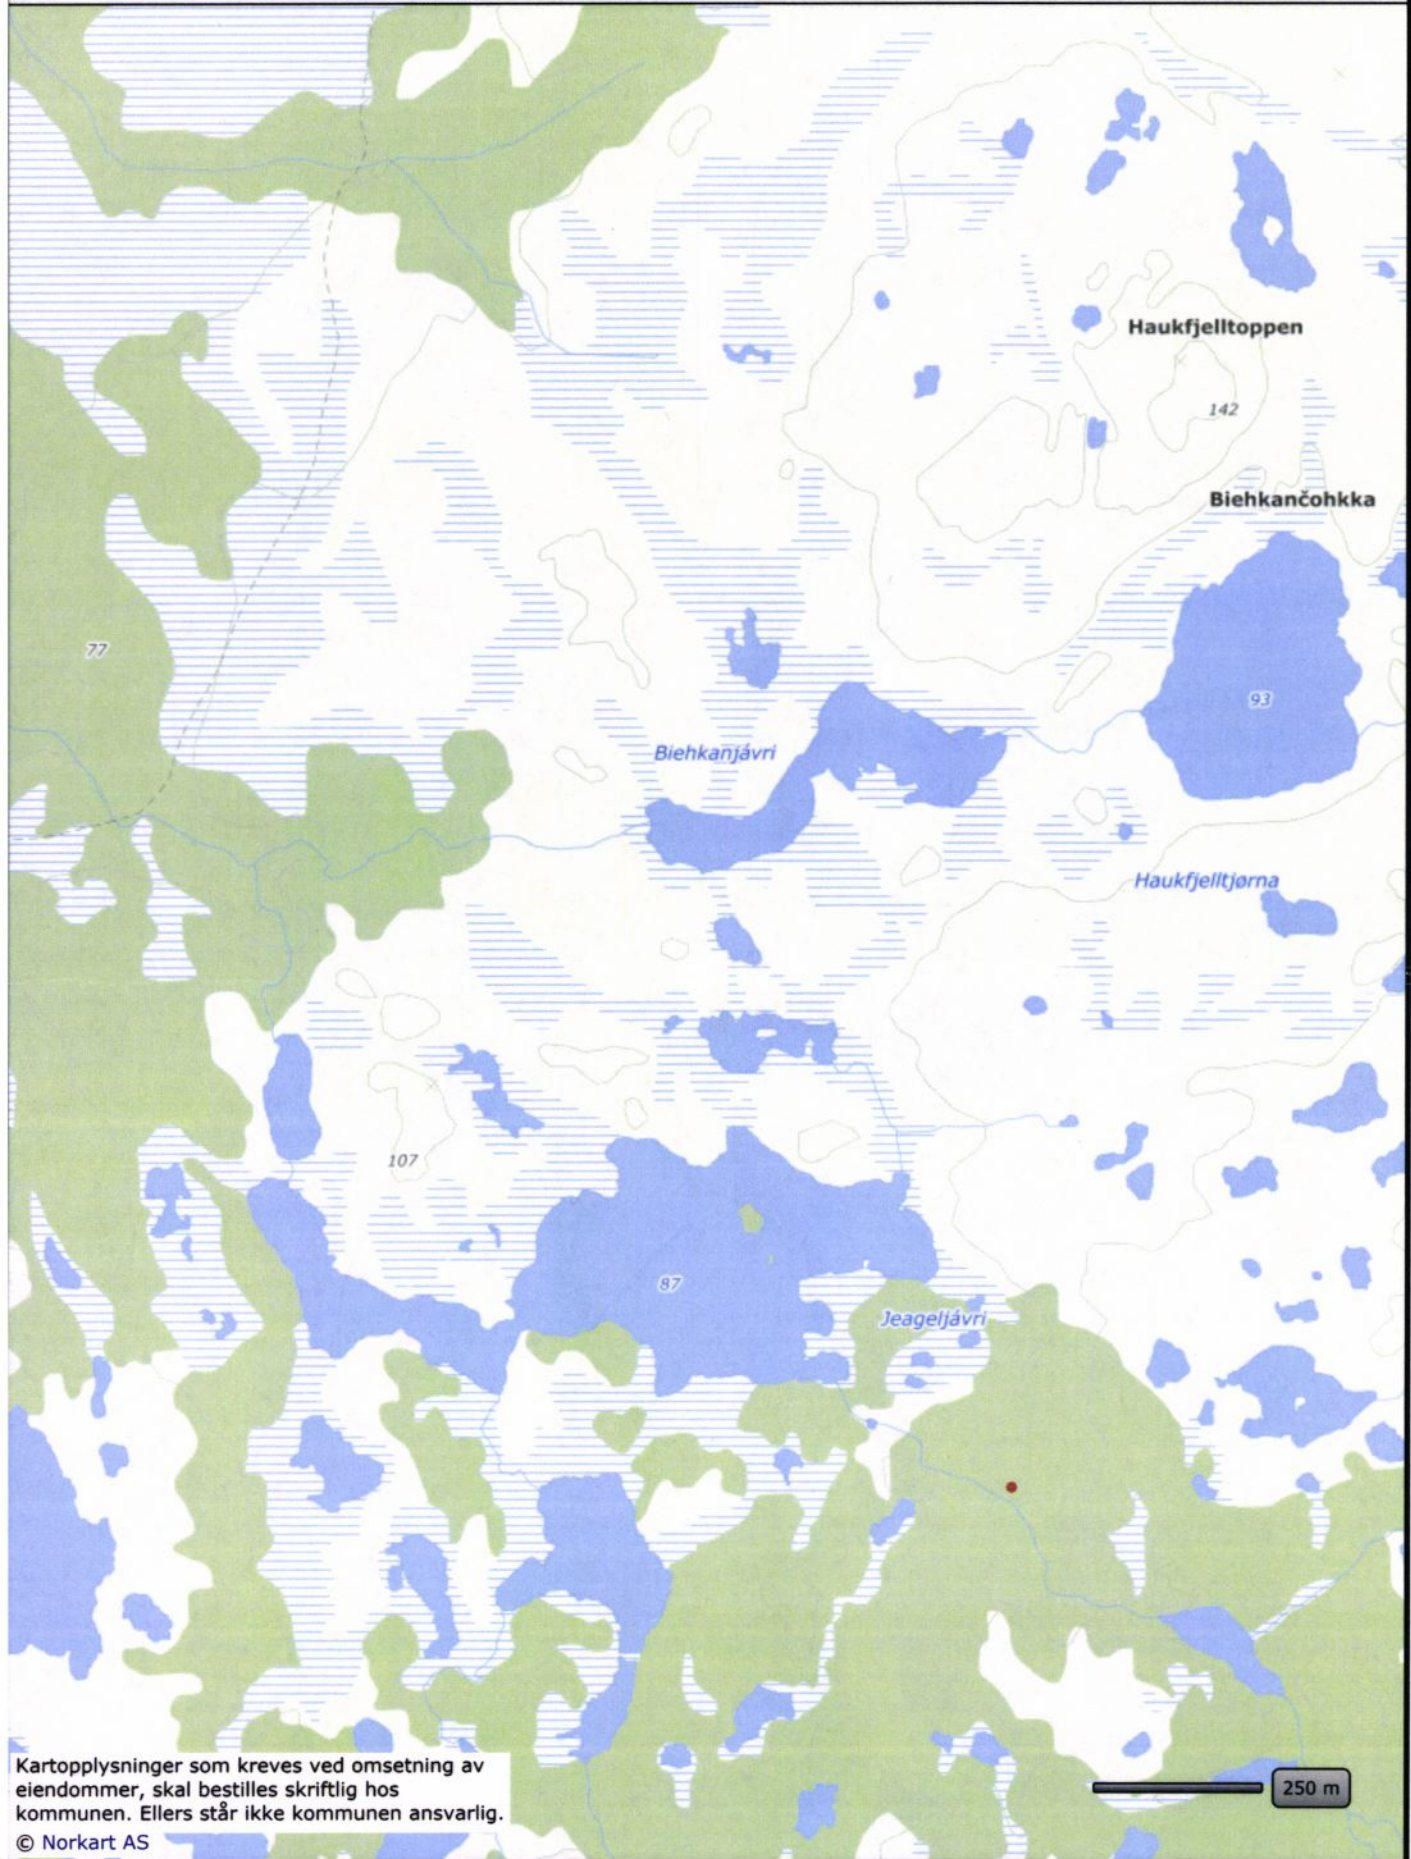 Haukfjelltoppen
142
Biehkančohkka
77
93
Biehkanjávri
Haukfjelltjørna
107
87
Jeageljávri
Kartopplysninger som kreves ved omsetning av
eiendommer, skal bestilles skriftlig hos
kommunen. Ellers står ikke kommunen ansvarlig.
© Norkart AS
250 m